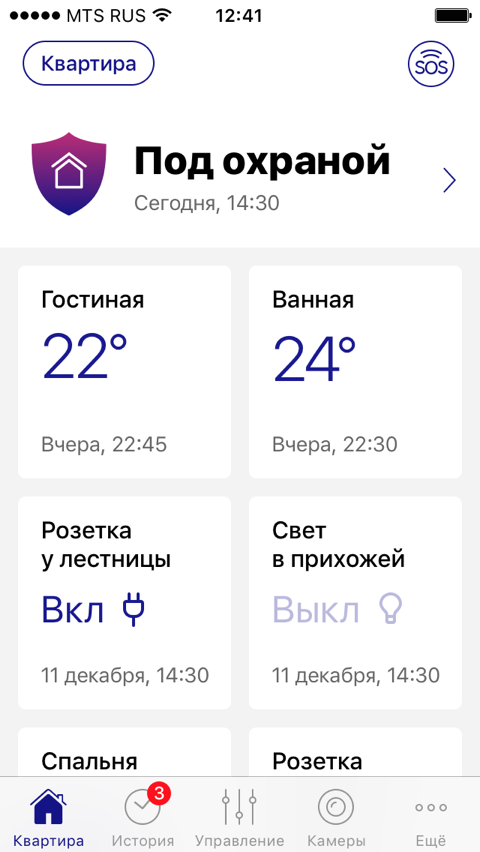 MTS RUS 12:41
Квартира
SOS
Под охраной
Сегодня, 14:30
Гостиная
22°
Вчера, 22:45
Ванная
24°
Вчера, 22:30
Розетка
у лестницы
Вкл
11 декабря, 14:30
Свет
в прихожей
Выкл
11 декабря, 14:30
Спальня
Розетка
3
Квартира
История
Управление
Камеры
Ещё